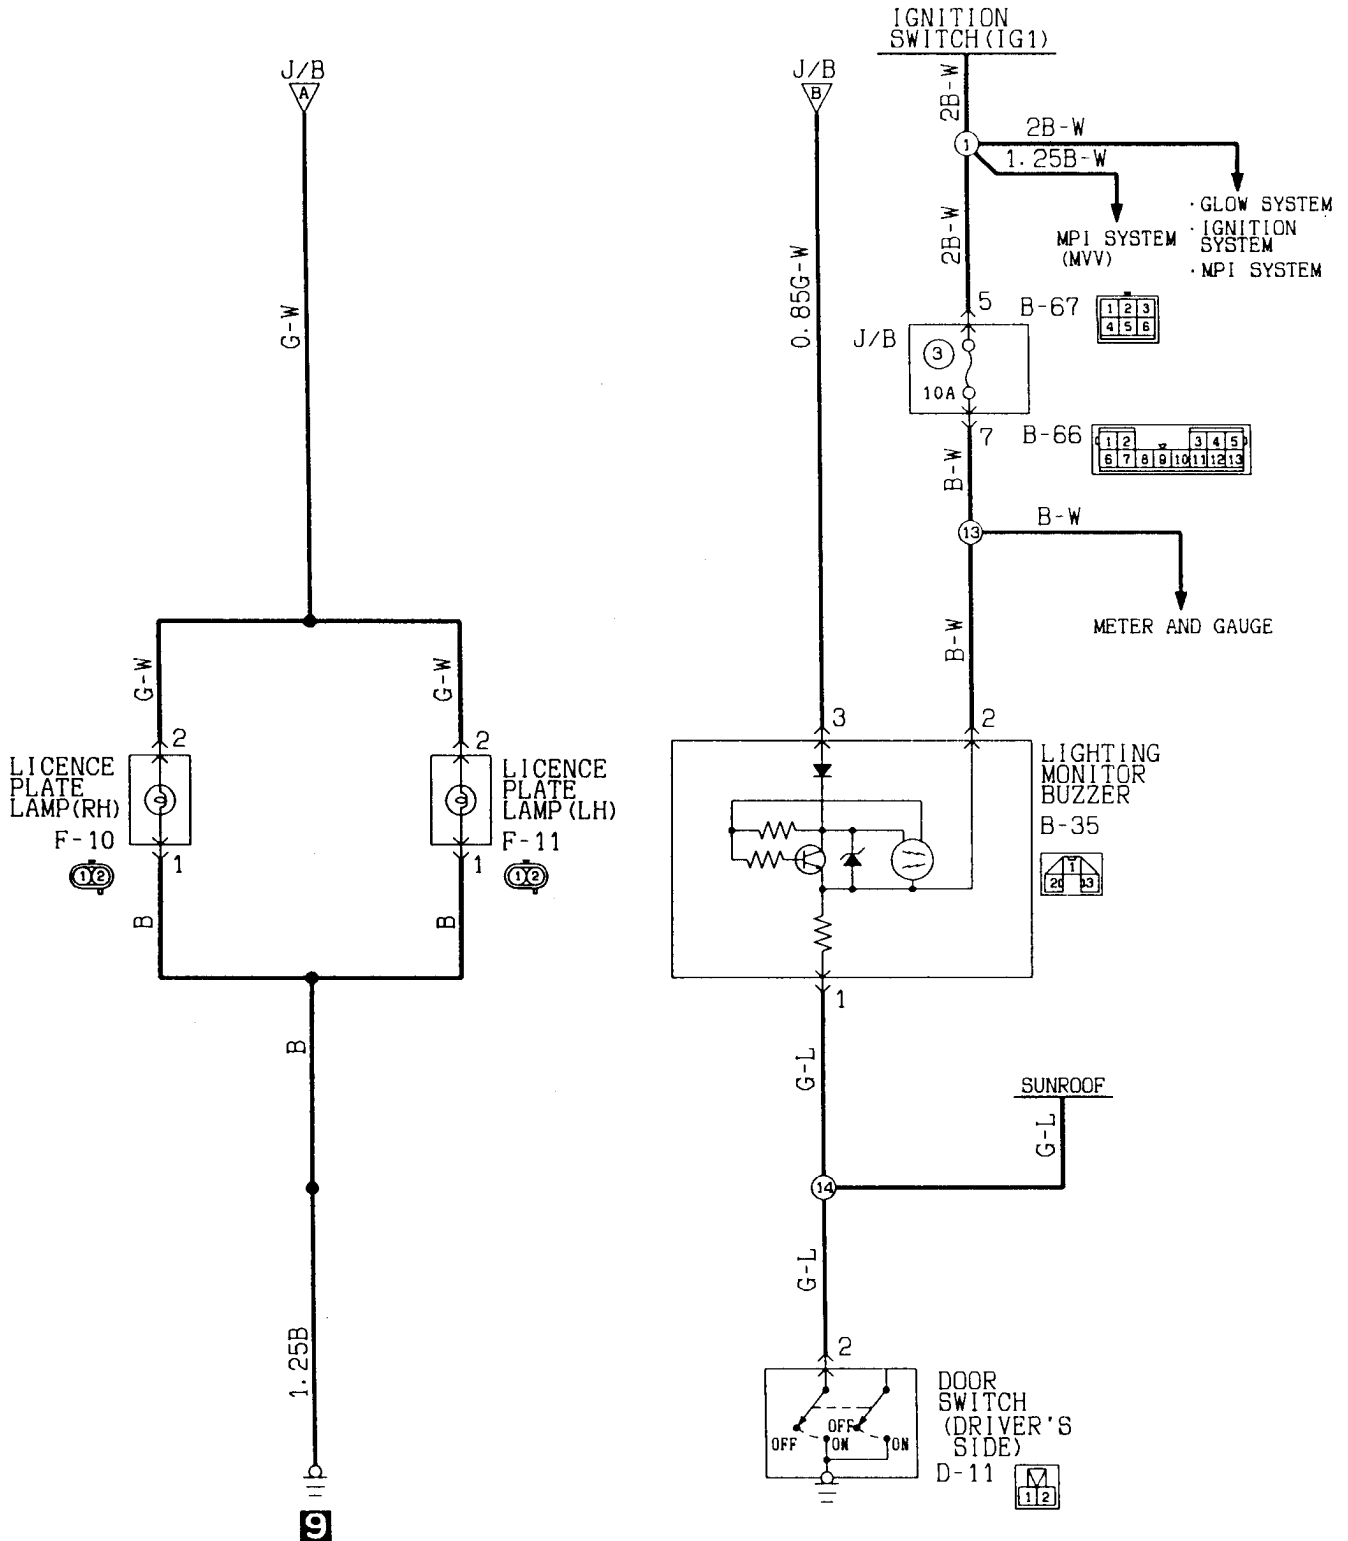 IGNITION
SWITCH(IG1)
J/B
A
J/B
B
2B-W
1
2B-W
1.25B-W
· GLOW SYSTEM
· IGNITION
SYSTEM
· MPI SYSTEM
MPI SYSTEM
(MVV)
2B-W
G-W
0.85G-W
5
B-67
1 2 3
4 5 6
J/B
3
10A
7
B-66
1 2 3 4 5
6 7 8 9 10 11 12 13
B-W
13
B-W
METER AND GAUGE
B-W
G-W
G-W
2
2
3
2
LICENCE
PLATE
LAMP(RH)
F-10
1 2
1
LICENCE
PLATE
LAMP(LH)
F-11
1 2
1
LIGHTING
MONITOR
BUZZER
B-35
1
2 3
B
B
1
B
G-L
SUNROOF
G-L
14
G-L
1.25B
2
OFF
ON
OFF
ON
DOOR
SWITCH
(DRIVER'S
SIDE)
D-11
1 2
9